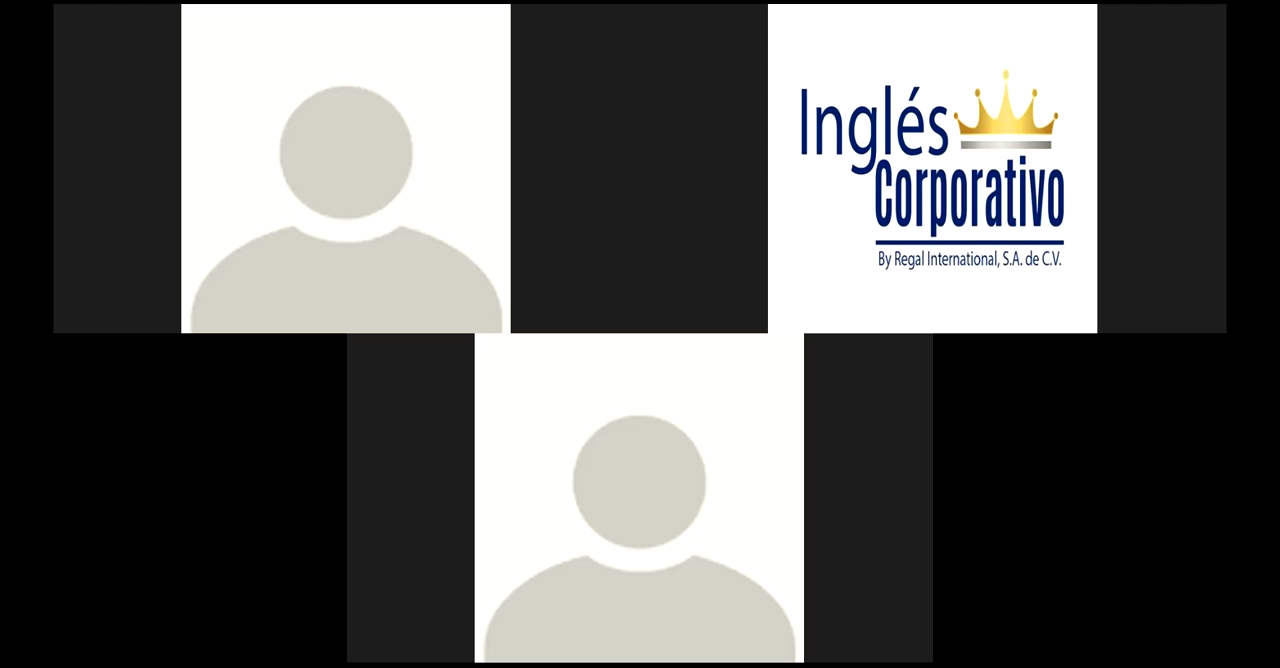 Inglés
Corporativo
By Regal International, S.A. de C.V.